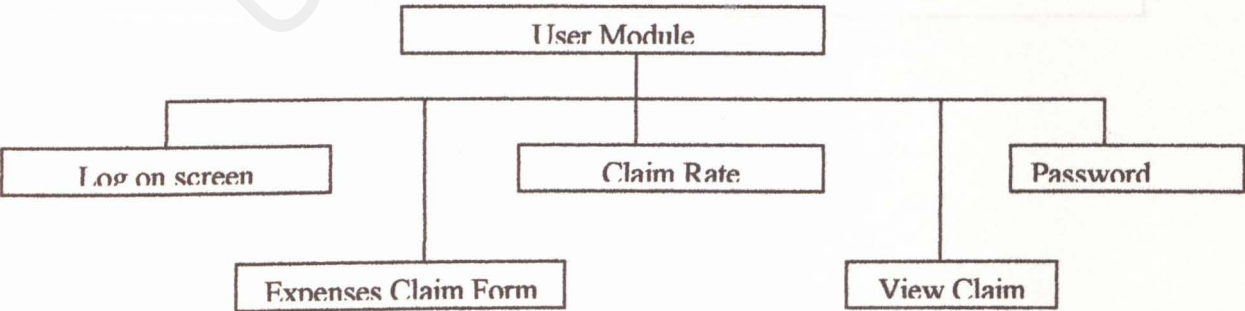 User Module
Log on screen
Claim Rate
Password
Expenses Claim Form
View Claim